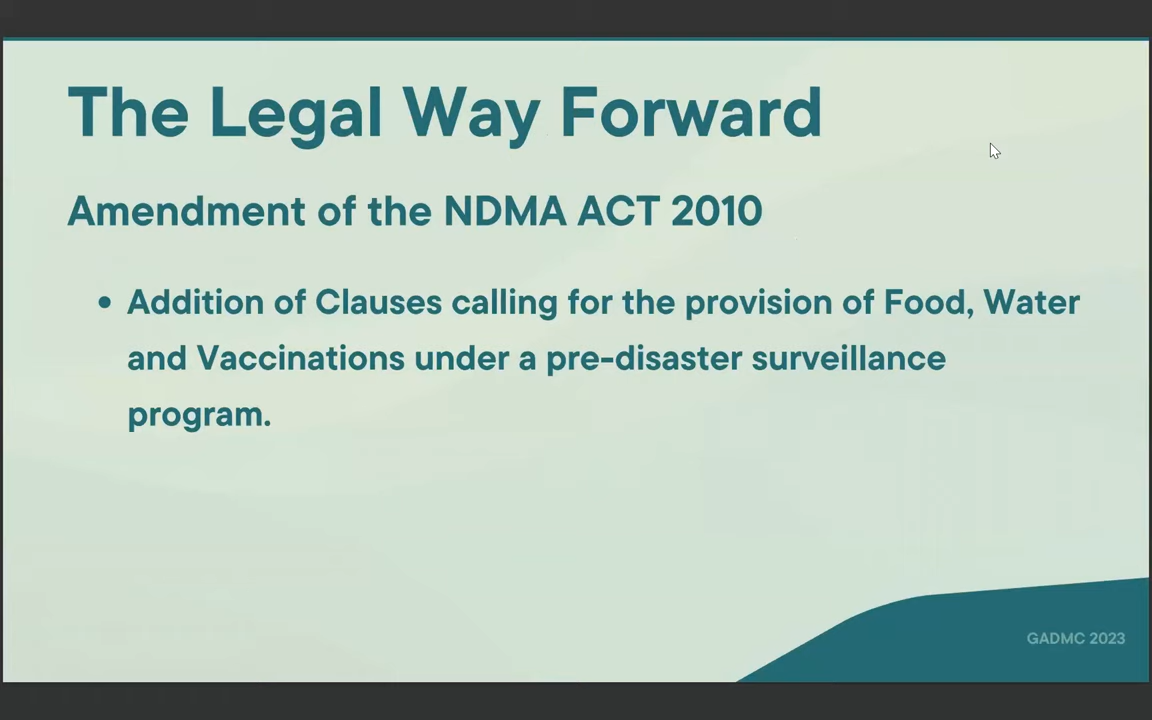 The Legal Way Forward
Amendment of the NDMA ACT 2010
• Addition of Clauses calling for the provision of Food, Water
and Vaccinations under a pre-disaster surveillance
program.
GADMC 2023